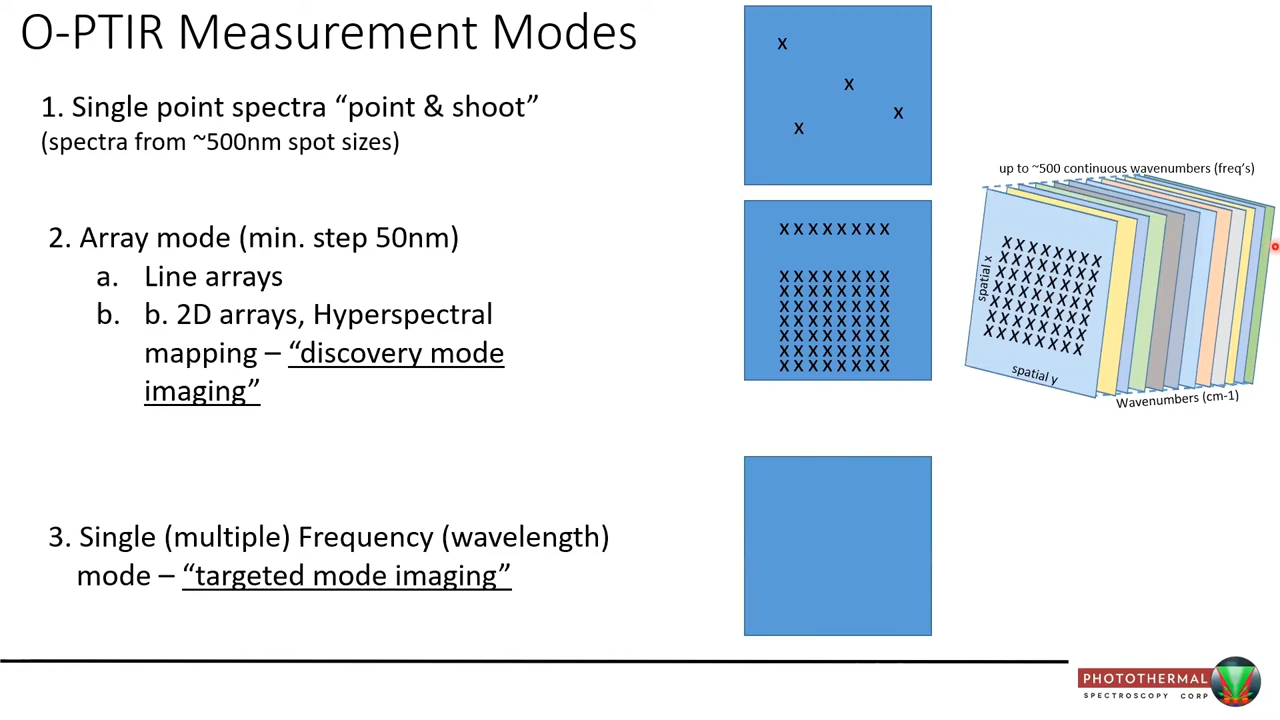 O-PTIR Measurement Modes
1. Single point spectra “point & shoot”
(spectra from ~500nm spot sizes)
2. Array mode (min. step 50nm)
a. Line arrays
b. b. 2D arrays, Hyperspectral
mapping – “discovery mode
imaging”
3. Single (multiple) Frequency (wavelength)
mode – “targeted mode imaging”
X
X
X
X
X X X X X X X X
X X X X X X X X
X X X X X X X X
X X X X X X X X
X X X X X X X X
X X X X X X X X
X X X X X X X X
X X X X X X X X
up to ~500 continuous wavenumbers (freq’s)
spatial x
X X X X X X X X
X X X X X X X X
X X X X X X X X
X X X X X X X X
X X X X X X X X
X X X X X X X X
X X X X X X X X
spatial y
Wavenumbers (cm-1)
PHOTOTHERMAL
SPECTROSCOPY CORP